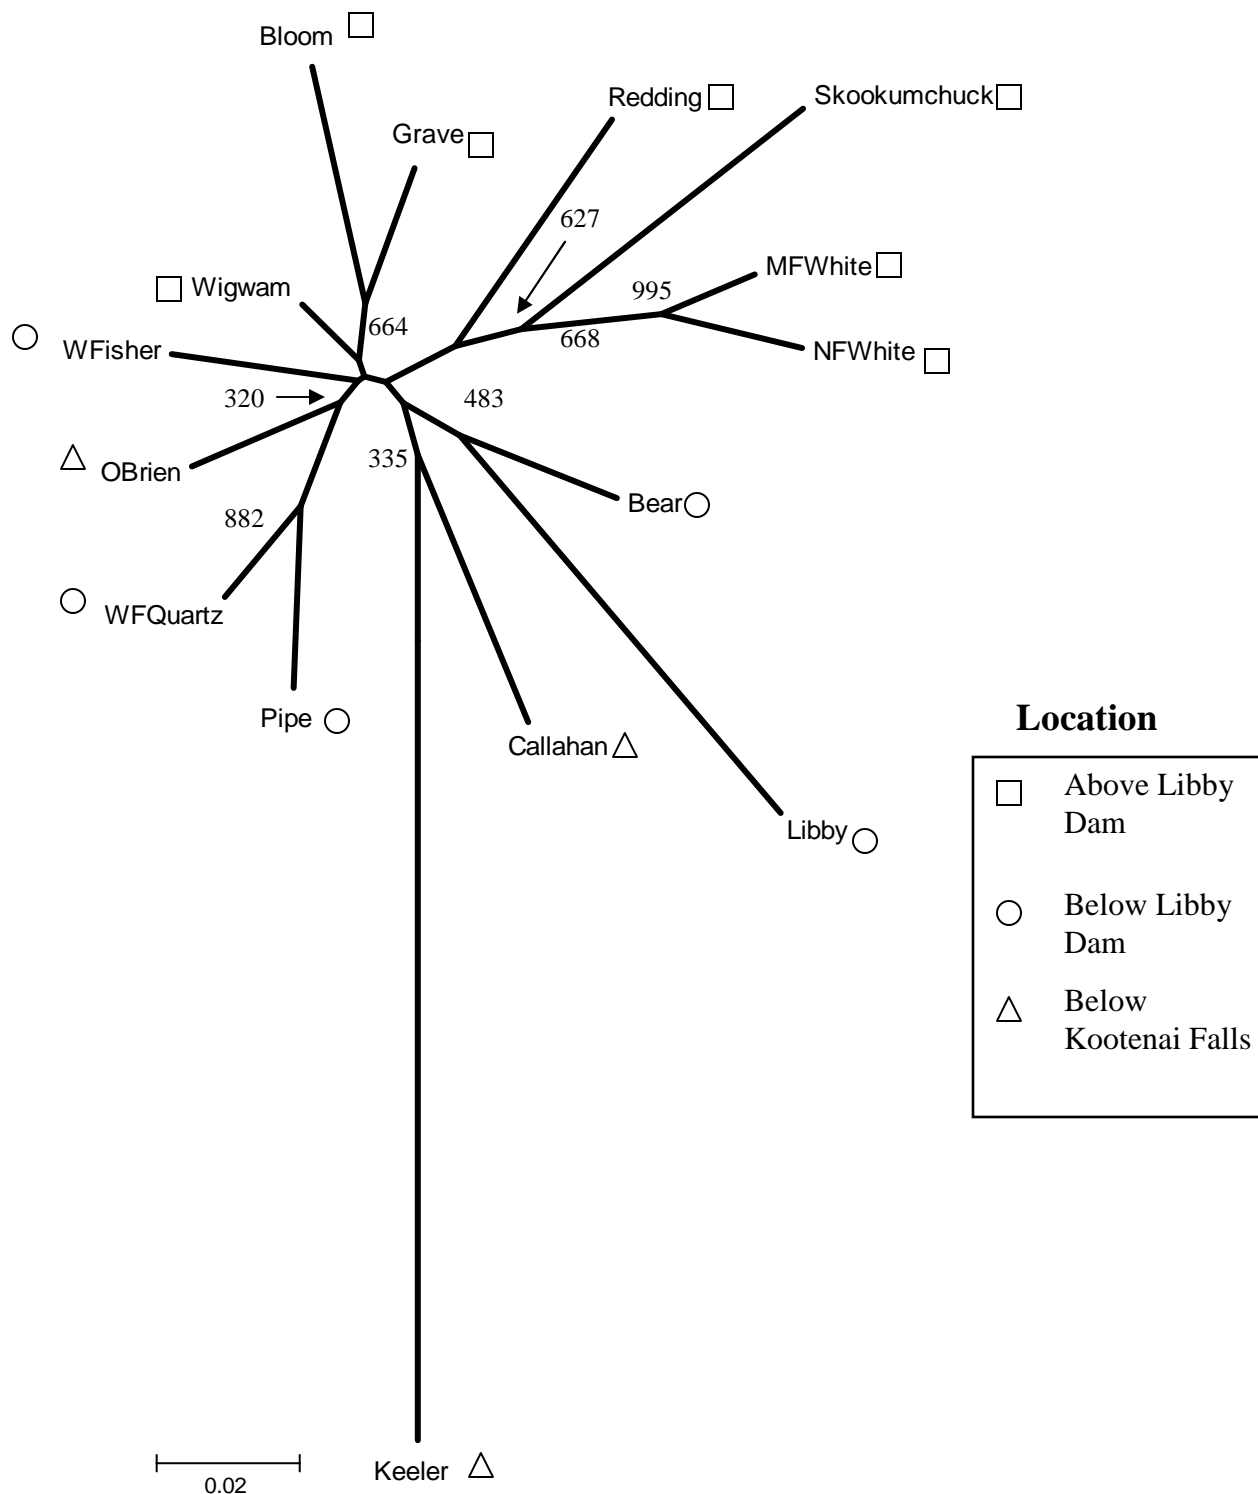 Bloom
Redding
Skookumchuck
Grave
627
MFWhite
Wigwam
995
664
668
WFisher
NFWhite
320
483
335
OBrien
Bear
882
WFQuartz
Pipe
Callahan
Libby
Location
Above Libby
Dam
Below Libby
Dam
Below
Kootenai Falls
Keeler
0.02